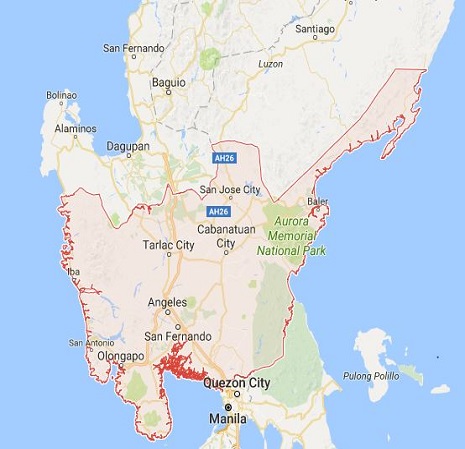 Santiago
San Fernando
Luzon
Baguio
Bolinao
Alaminos
Dagupan
AH26
San Jose City
Baler
AH26
Aurora
Memorial
National Park
Cabanatuan
City
Tarlac City
Iba
Angeles
San Fernando
San Antonio
Olongapo
Pulong Polillo
Quezon City
Manila